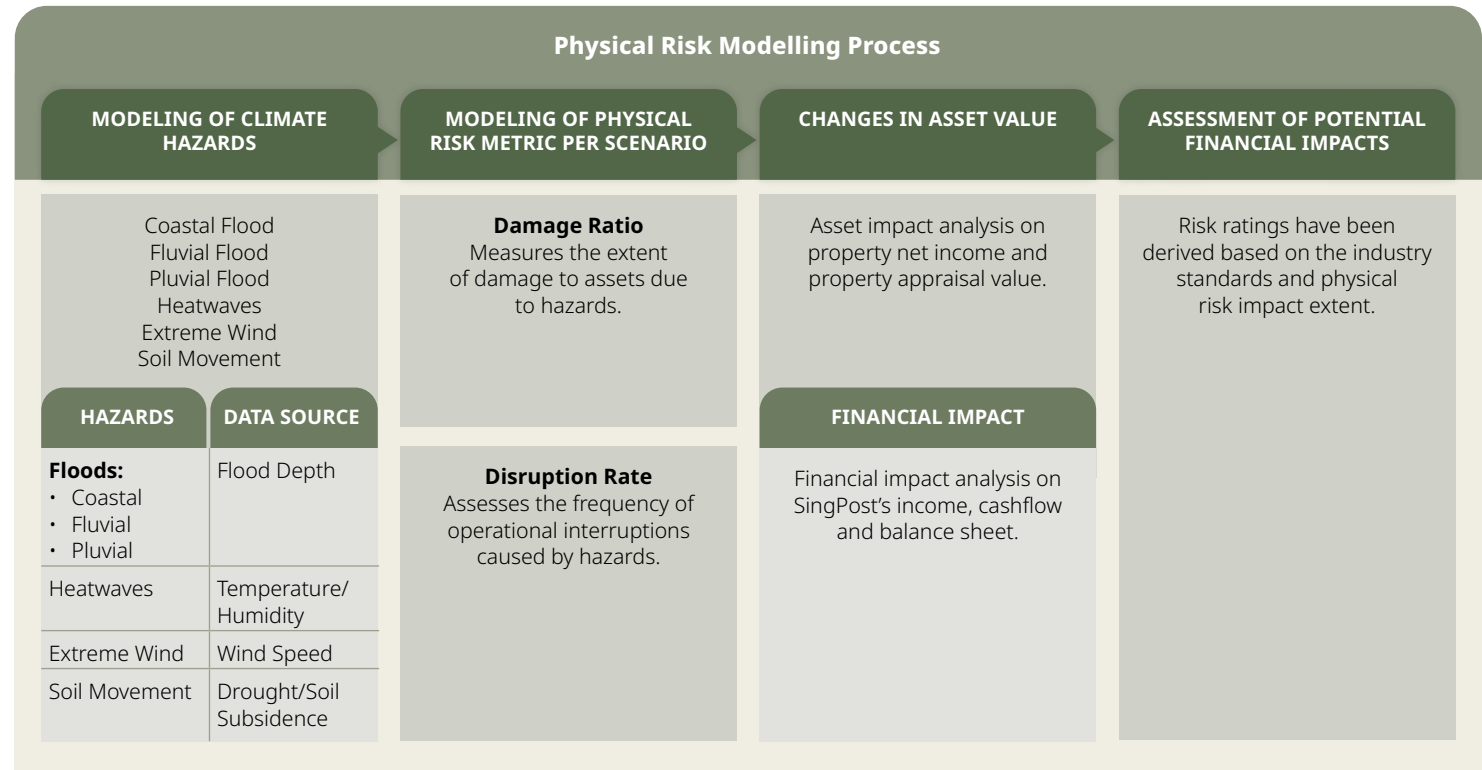 Physical Risk Modelling Process
MODELING OF CLIMATE
HAZARDS
Coastal Flood
Fluvial Flood
Pluvial Flood
Heatwaves
Extreme Wind
Soil Movement
HAZARDS DATA SOURCE
Floods: Flood Depth
• Coastal
• Fluvial
• Pluvial
Heatwaves Temperature/
Humidity
Extreme Wind Wind Speed
Soil Movement Drought/Soil
Subsidence
MODELING OF PHYSICAL
RISK METRIC PER SCENARIO
Damage Ratio
Measures the extent
of damage to assets due
to hazards.
Disruption Rate
Assesses the frequency of
operational interruptions
caused by hazards.
CHANGES IN ASSET VALUE
Asset impact analysis on
property net income and
property appraisal value.
FINANCIAL IMPACT
Financial impact analysis on
SingPost’s income, cashflow
and balance sheet.
ASSESSMENT OF POTENTIAL
FINANCIAL IMPACTS
Risk ratings have been
derived based on the industry
standards and physical
risk impact extent.